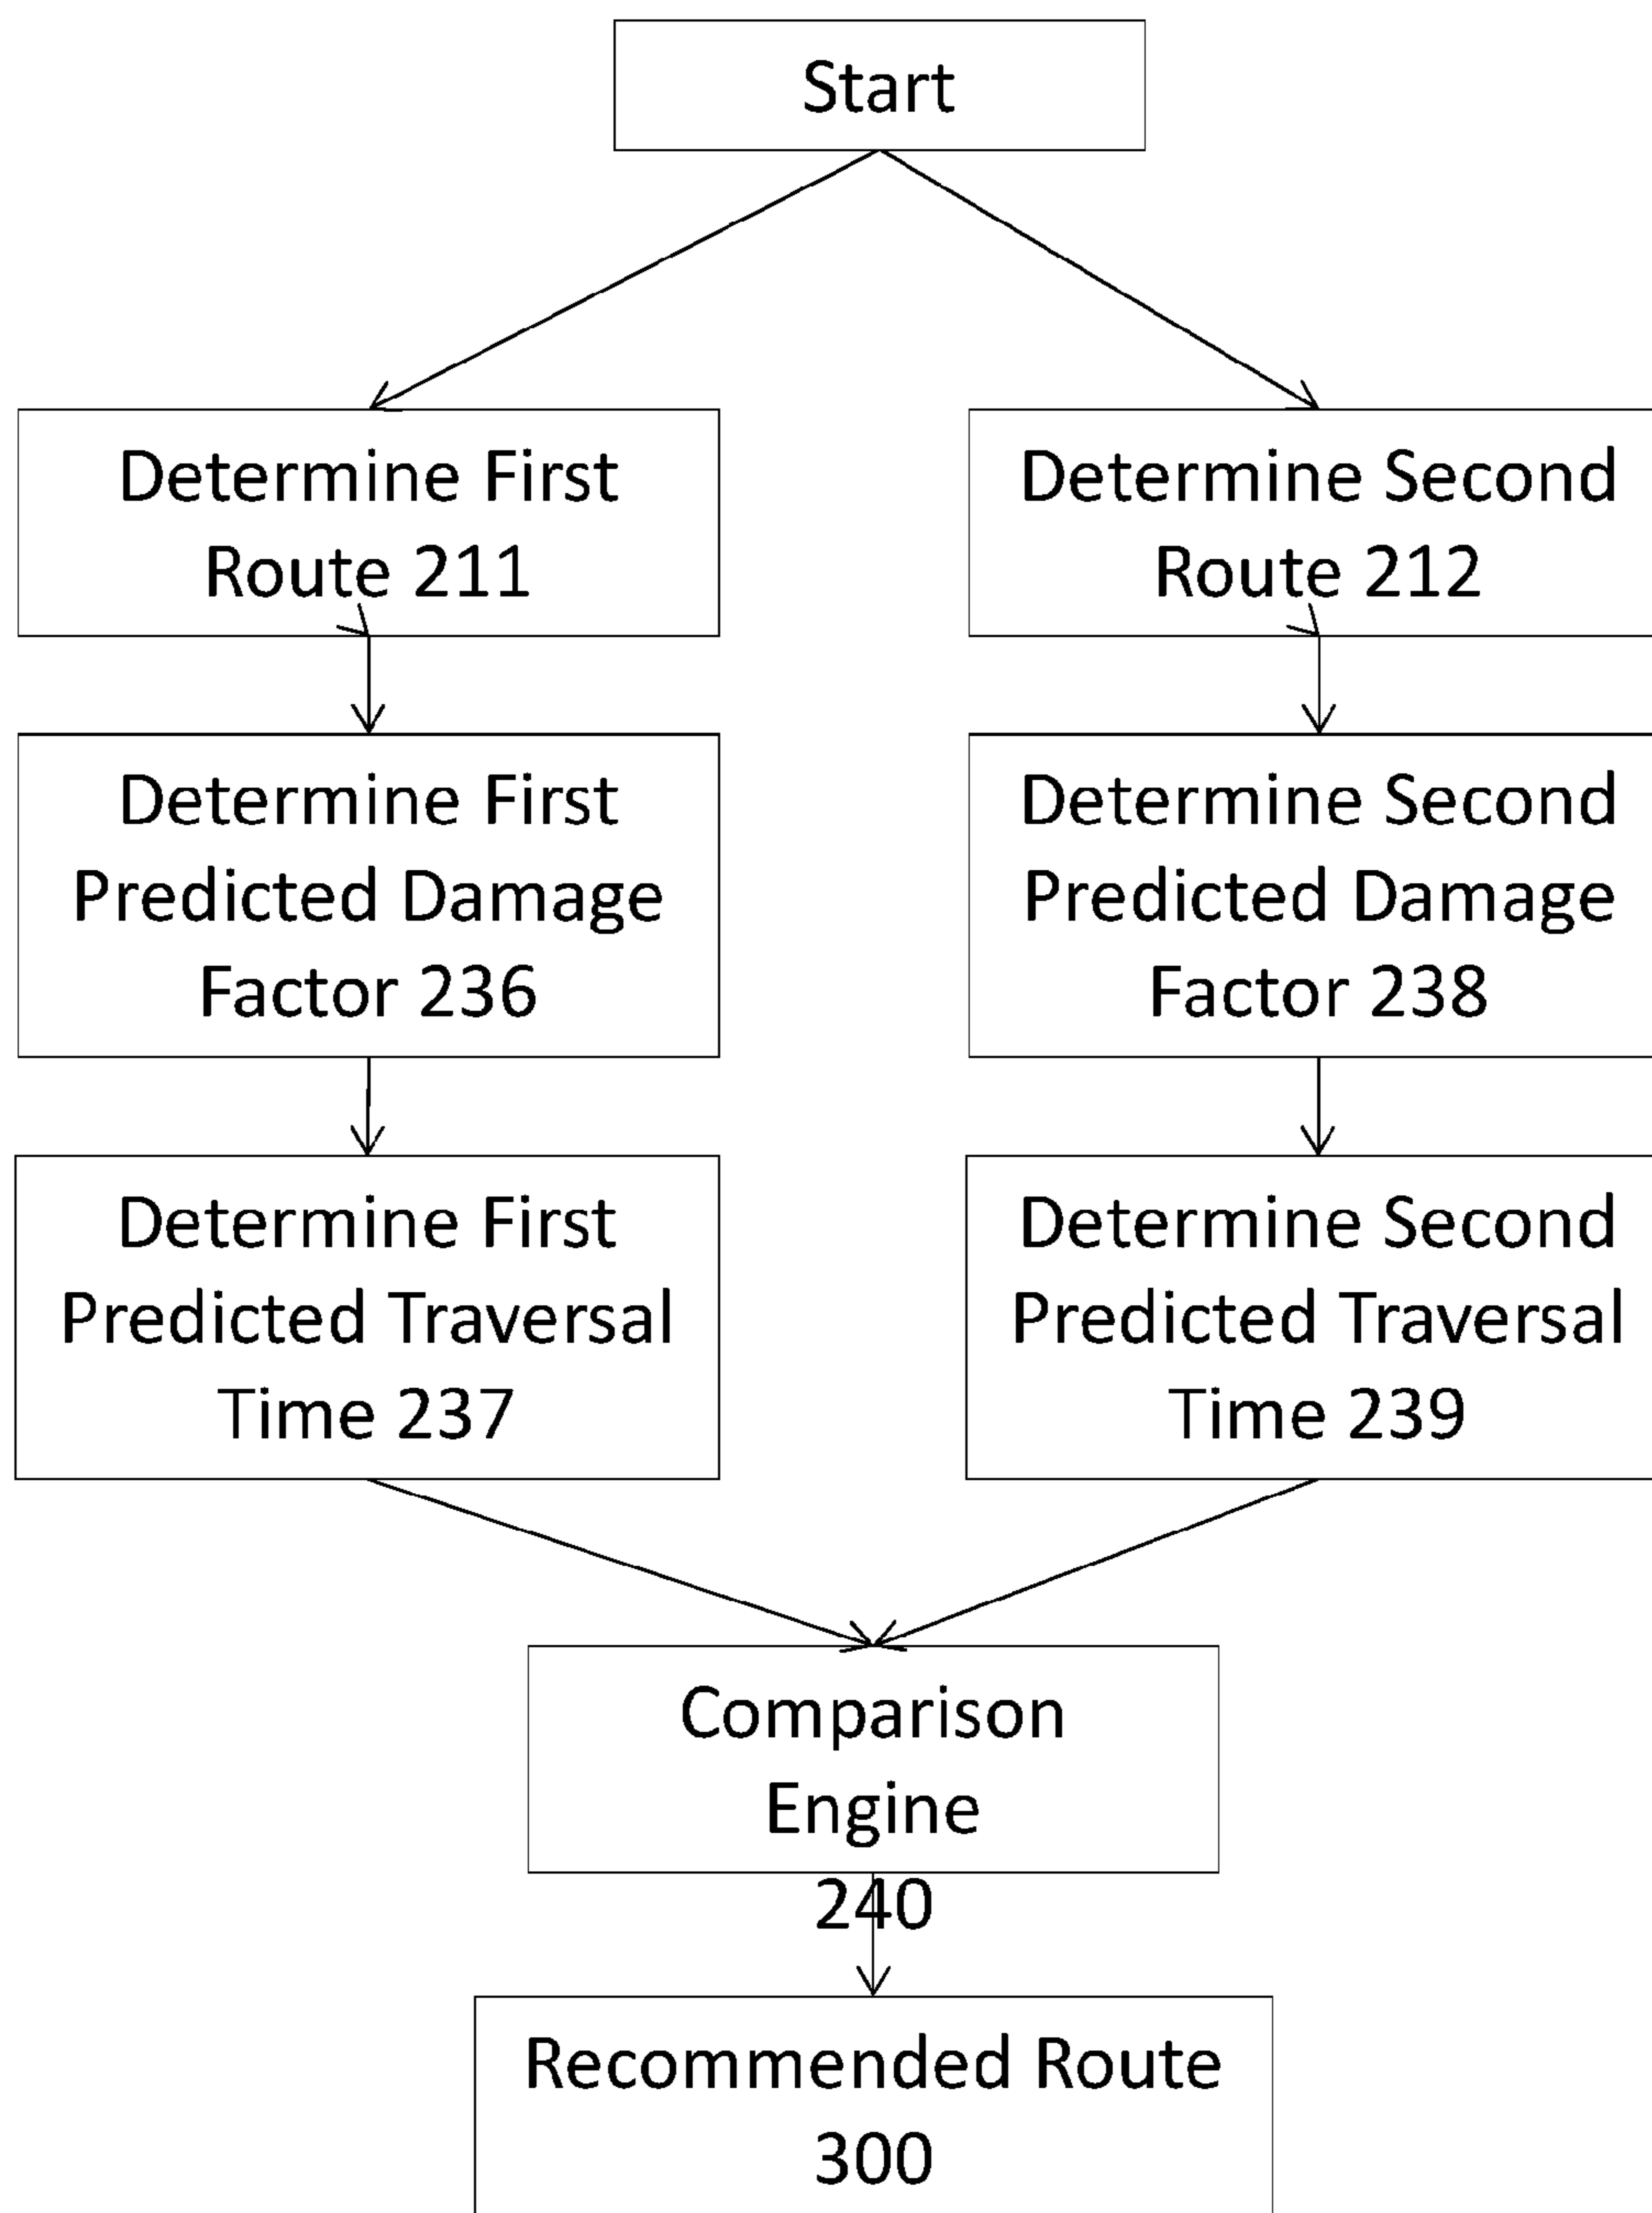 Start
Determine First
Route 211
Determine Second
Route 212
Determine First
Predicted Damage
Factor 236
Determine Second
Predicted Damage
Factor 238
Determine First
Predicted Traversal
Time 237
Determine Second
Predicted Traversal
Time 239
Comparison
Engine
240
Recommended Route
300